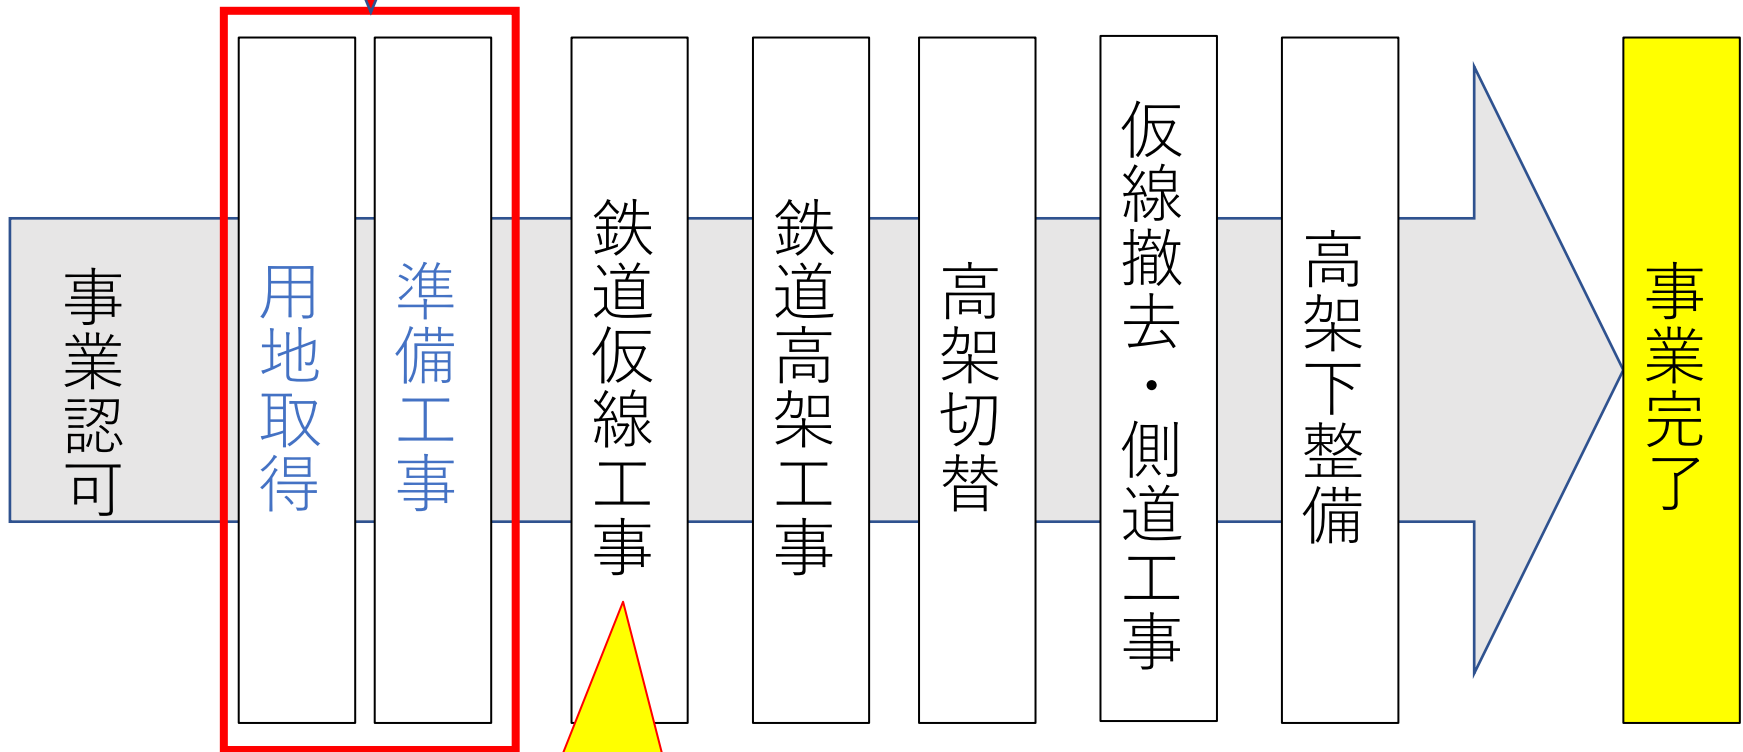 事業認可
用地取得
準備工事
鉄道仮線工事
鉄道高架工事
高架切替
仮線撤去・側道工事
高架下整備
事業完了